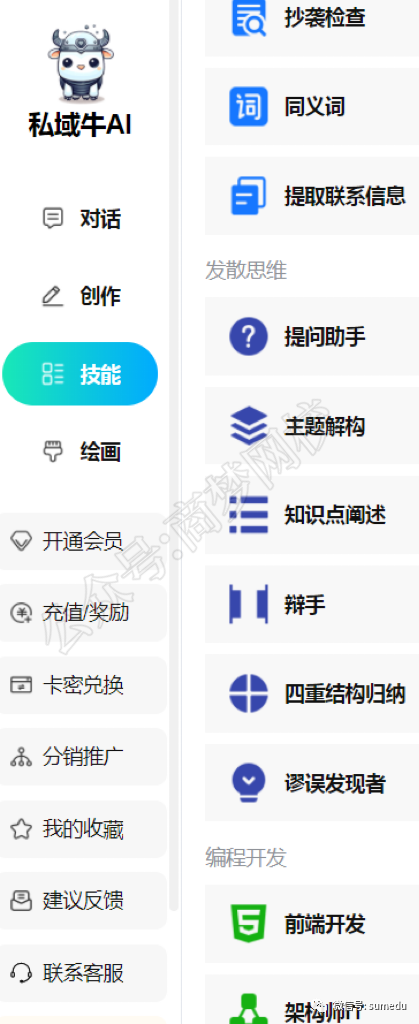 私域牛AI
对话
创作
技能
绘画
开通会员
充值/奖励
卡密兑换
分销推广
我的收藏
建议反馈
联系客服
抄袭检查
词
同义词
提取联系信息
发散思维
提问助手
主题解构
知识点阐述
辩手
四重结构归纳
谬误发现者
编程开发
前端开发
架构师IT
公众号:商梦网校
微信号: sumedu